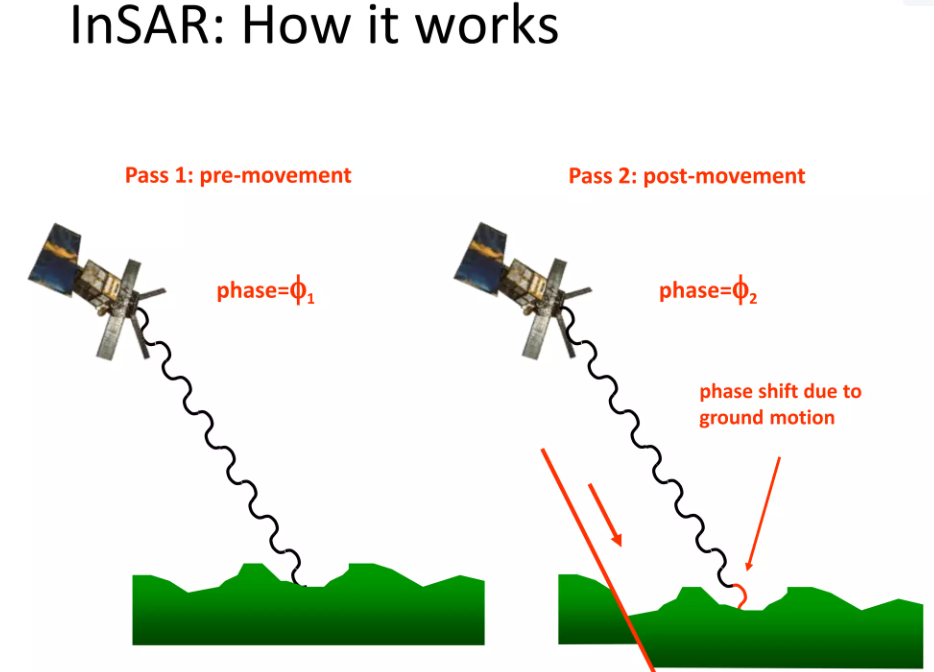 InSAR: How it works
Pass 1: pre-movement
Pass 2: post-movement
phase=ϕ₁
phase=ϕ₂
phase shift due to
ground motion